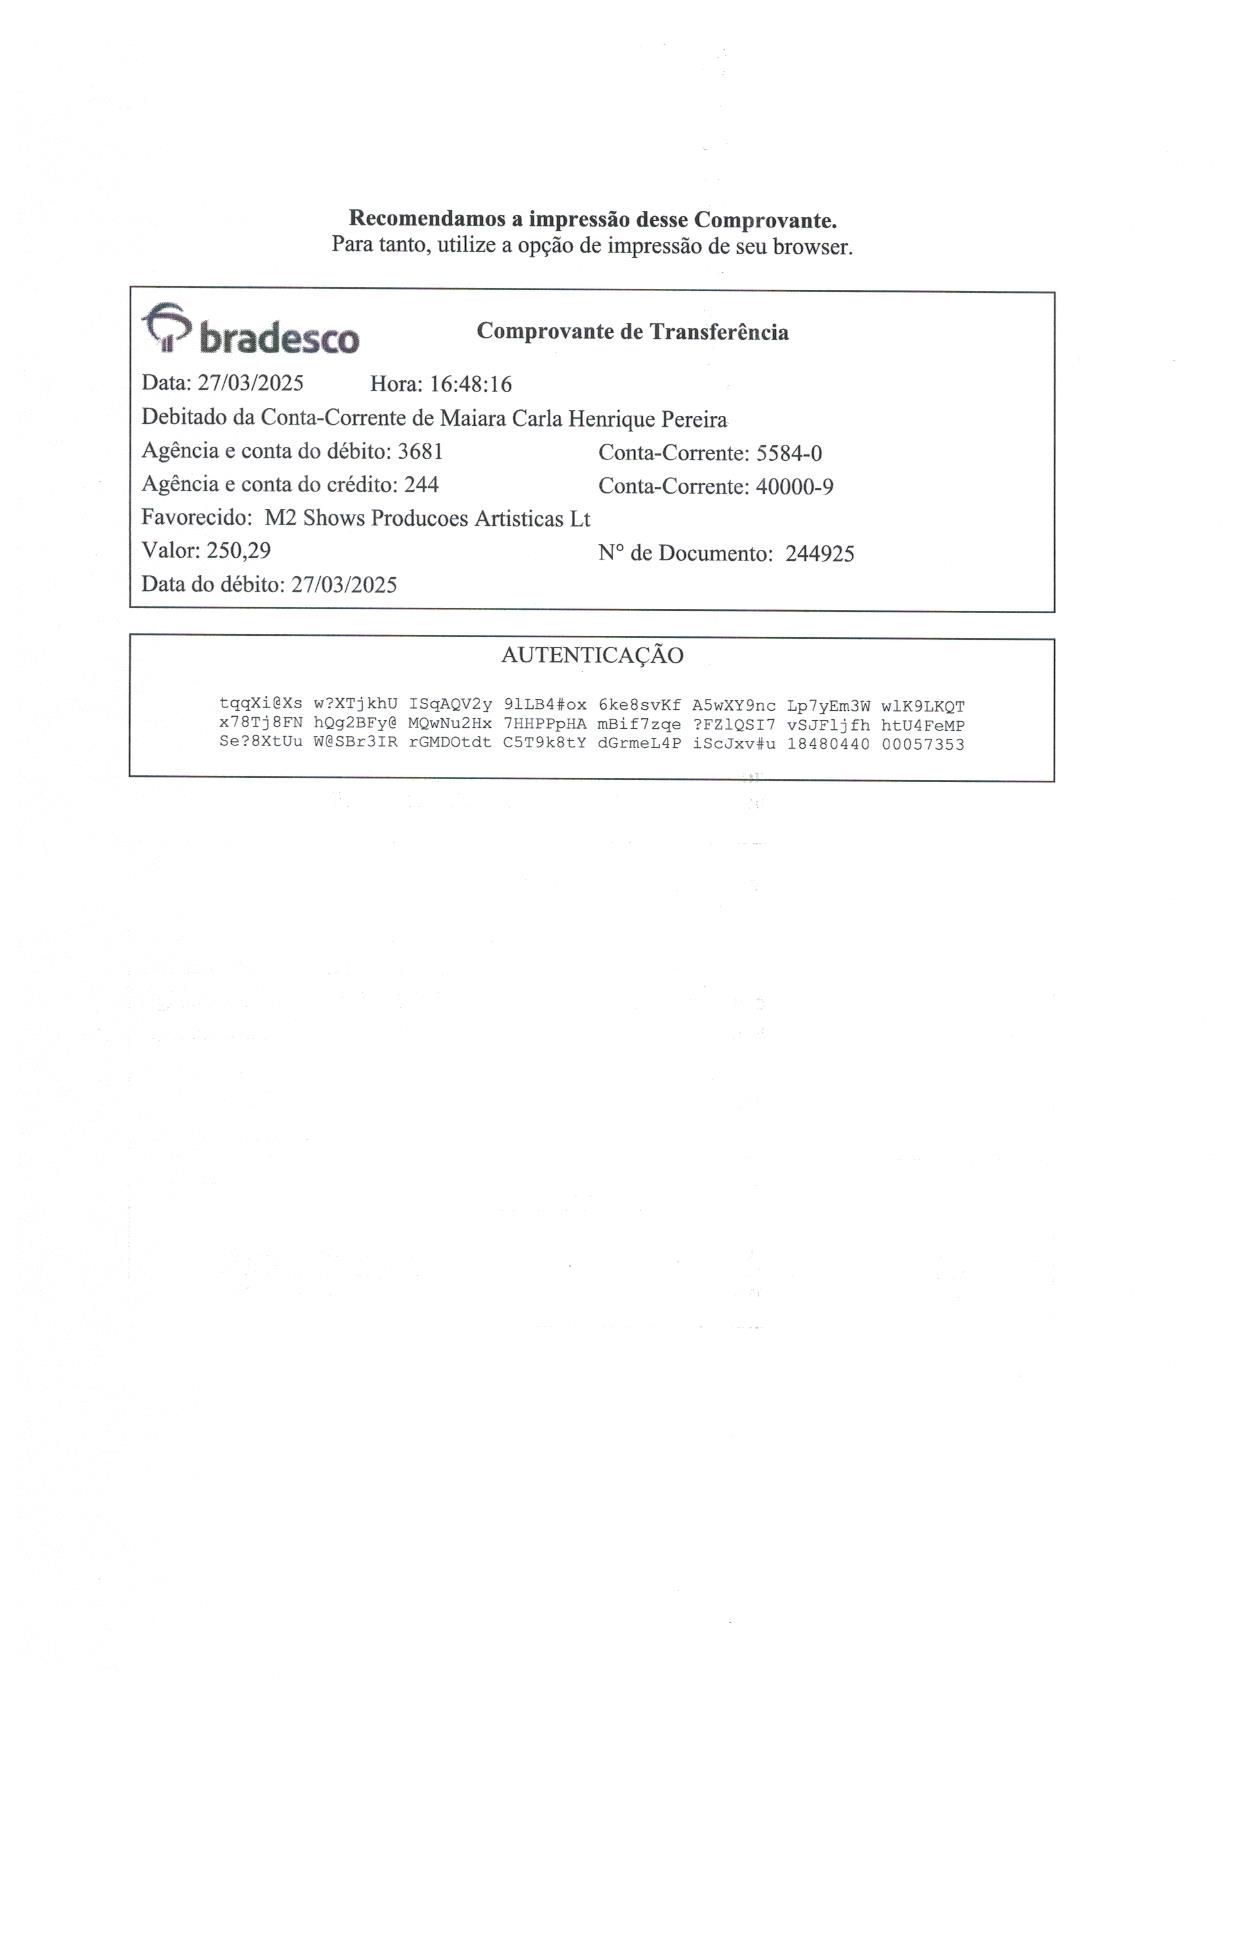 Recomendamos a impressão desse Comprovante.
Para tanto, utilize a opção de impressão de seu browser.
bradesco Comprovante de Transferência
Data: 27/03/2025 Hora: 16:48:16
Debitado da Conta-Corrente de Maiara Carla Henrique Pereira
Agência e conta do débito: 3681 Conta-Corrente: 5584-0
Agência e conta do crédito: 244 Conta-Corrente: 40000-9
Favorecido: M2 Shows Producoes Artisticas Lt
Valor: 250,29 N° de Documento: 244925
Data do débito: 27/03/2025
AUTENTICAÇÃO
tqqXi@Xs w?XTjkhU ISqAQV2y 9lLB4#ox 6ke8svKf A5wXY9nc Lp7yEm3W wlK9LKQT
x78Tj8FN hQg2BFy@ MQwNu2Hx 7HHPPpHA mBif7zqe ?FZlQSI7 vSJFljfh htU4FeMP
Se?8XtUu W@SBr3IR rGMDOtdt C5T9k8tY dGrmeL4P iScJxv#u 18480440 00057353